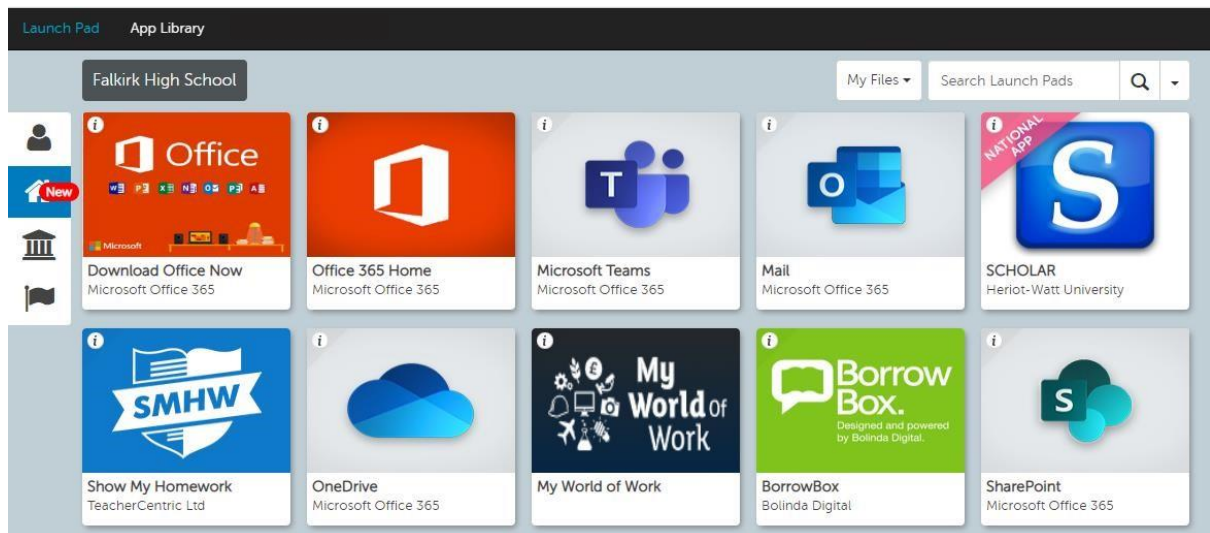 Launch Pad App Library
Falkirk High School My Files Search Launch Pads
New
i Office
W P X N O P A
Microsoft
Download Office Now
Microsoft Office 365
i
Office 365 Home
Microsoft Office 365
i
T
Microsoft Teams
Microsoft Office 365
i
O
Mail
Microsoft Office 365
i
NATIONAL
APP
S
SCHOLAR
Heriot-Watt University
i
SMHW
Show My Homework
TeacherCentric Ltd
i
OneDrive
Microsoft Office 365
i
My
World of
Work
My World of Work
i
Borrow
Box.
Designed and powered
by Bolinda Digital.
BorrowBox
Bolinda Digital
i
S
SharePoint
Microsoft Office 365